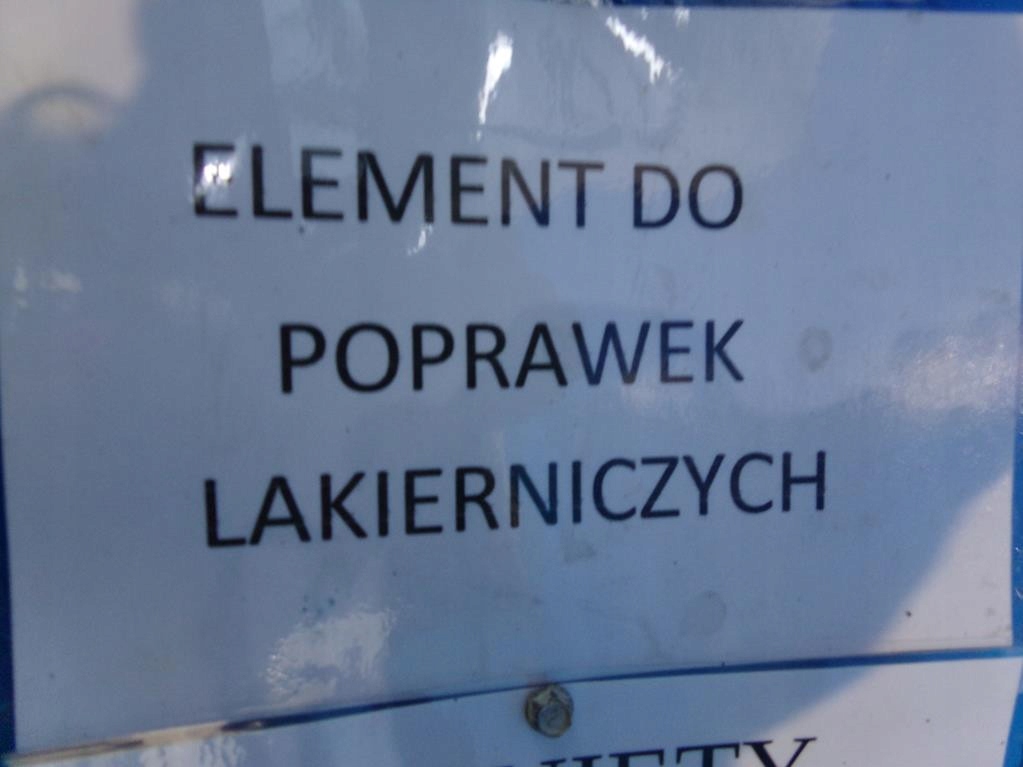 ELEMENT DO
POPRAWEK
LAKIERNICZYCH